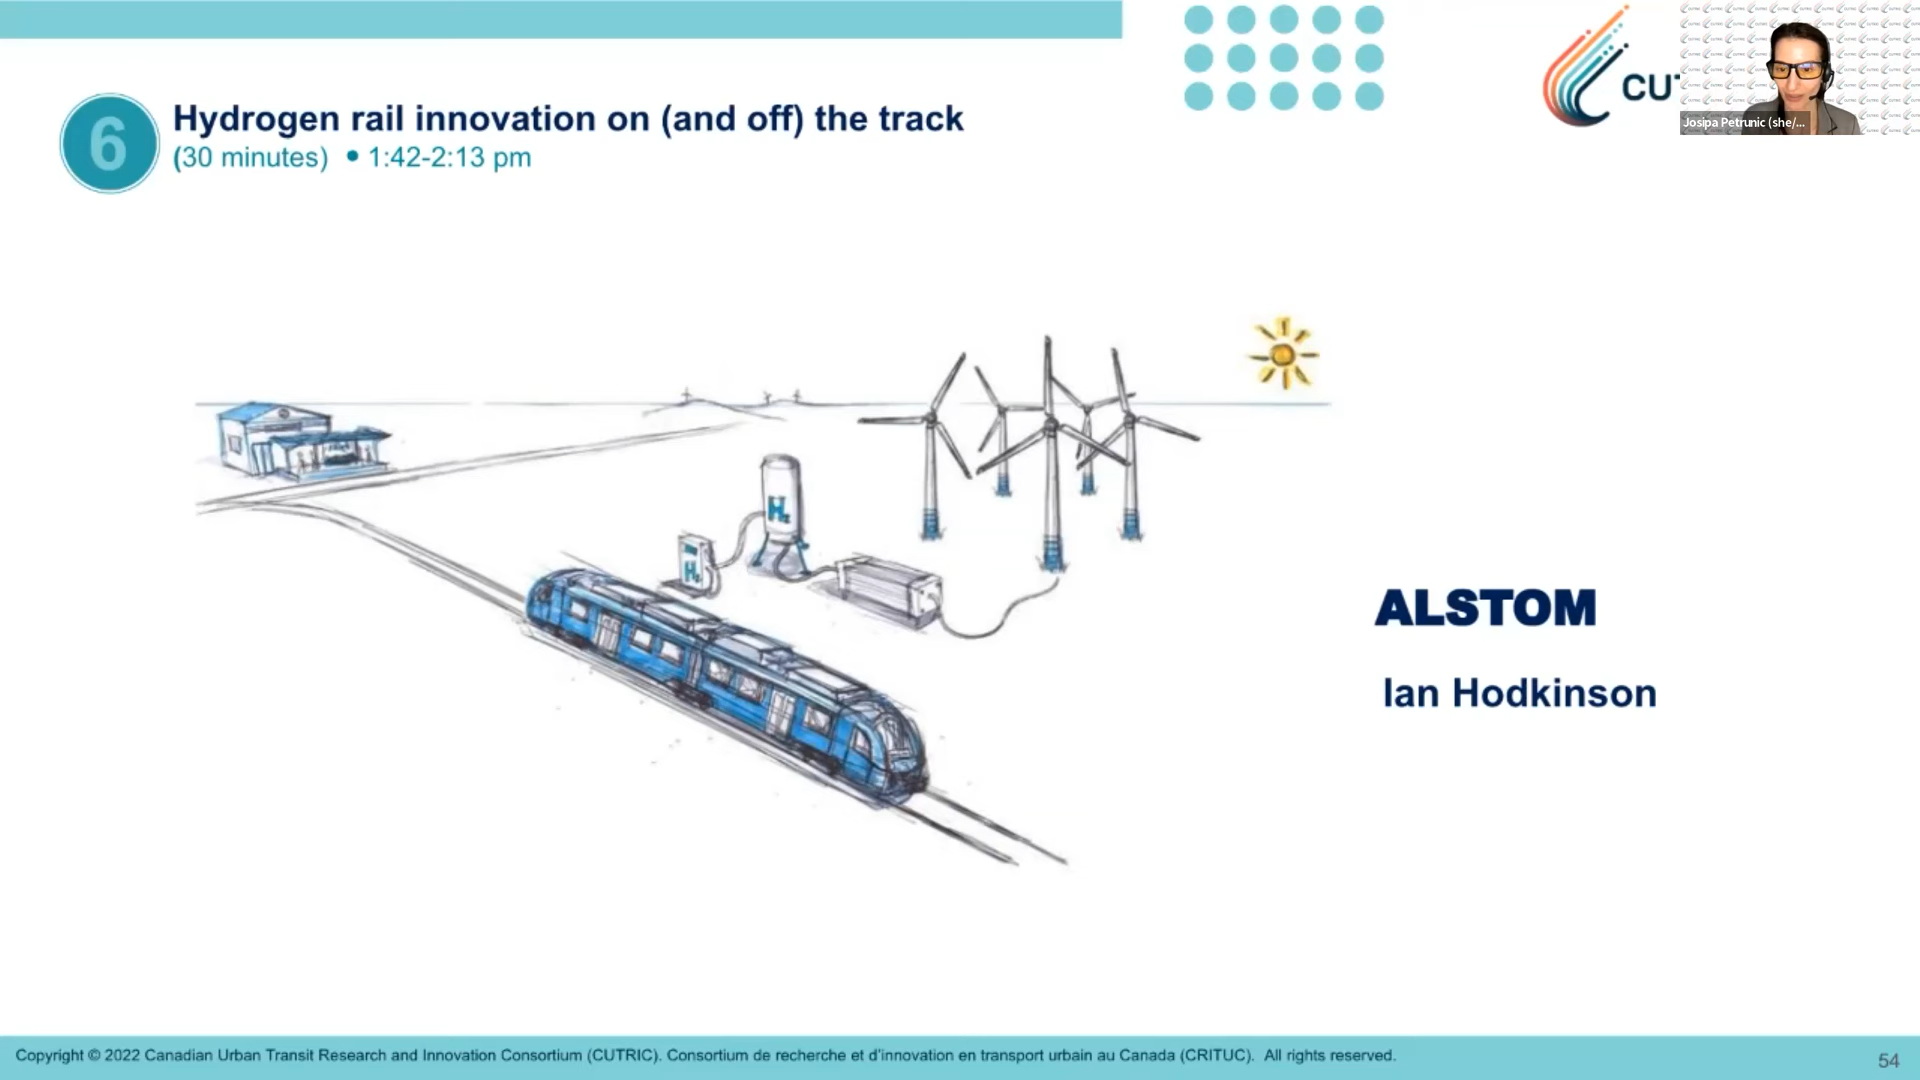 6
Hydrogen rail innovation on (and off) the track
(30 minutes) • 1:42-2:13 pm
CUT
Josipa Petrunic (she/...
H₂
H₂
ALSTOM
Ian Hodkinson
Copyright © 2022 Canadian Urban Transit Research and Innovation Consortium (CUTRIC). Consortium de recherche et d'innovation en transport urbain au Canada (CRITUC). All rights reserved.
54